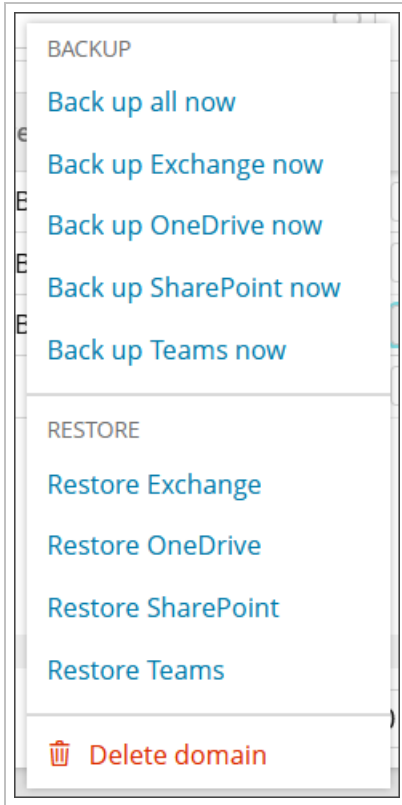 BACKUP
Back up all now
Back up Exchange now
Back up OneDrive now
Back up SharePoint now
Back up Teams now
RESTORE
Restore Exchange
Restore OneDrive
Restore SharePoint
Restore Teams
Delete domain